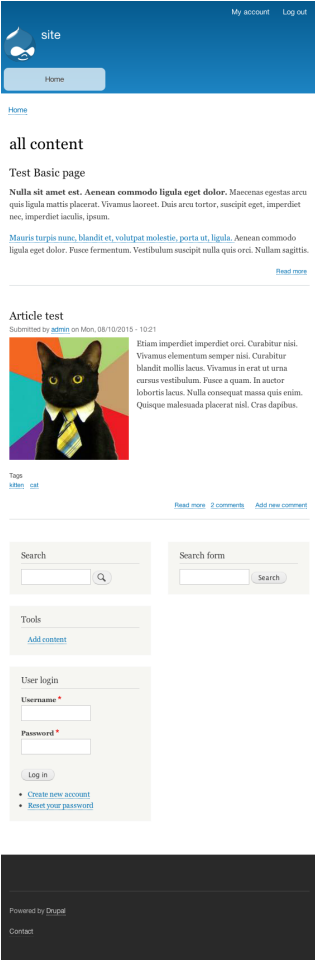 My account Log out
site
Home
Home
all content
Test Basic page
Nulla sit amet est. Aenean commodo ligula eget dolor. Maecenas egestas arcu
quis ligula mattis placerat. Vivamus laoreet. Duis arcu tortor, suscipit eget, imperdiet
nec, imperdiet iaculis, ipsum.
Mauris turpis nunc, blandit et, volutpat molestie, porta ut, ligula. Aenean commodo
ligula eget dolor. Fusce fermentum. Vestibulum suscipit nulla quis orci. Nullam sagittis.
Read more
Article test
Submitted by admin on Mon, 08/10/2015 - 10:21
Etiam imperdiet imperdiet orci. Curabitur nisi.
Vivamus elementum semper nisi. Curabitur
blandit mollis lacus. Vivamus in erat ut urna
cursus vestibulum. Fusce a quam. In auctor
lobortis lacus. Nulla consequat massa quis enim.
Quisque malesuada placerat nisl. Cras dapibus.
Tags
kitten cat
Read more 2 comments Add new comment
Search
Search form
Search
Tools
Add content
User login
Username *
Password *
Log in
Create new account
Reset your password
Powered by Drupal
Contact